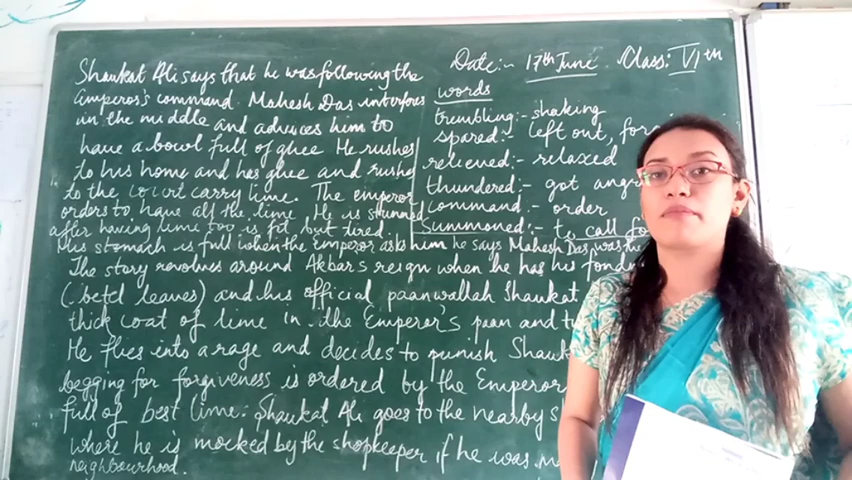 Date:- 17th June. Class: VI th
Shaukat Ali says that he was following the
Emperor's command. Mahesh Das interferes
in the middle and advices him to
have a bowl full of ghee. He rushes
to his home and has ghee and rushes
to the court carry lime. The emperor
orders to have all the lime. He is stunned
after having lime too is fit but tired.
His stomach is full when the Emperor asks him he says Mahesh Das was the
words
trembling:- shaking
spared:- left out,
relieved:- relaxed
thundered:- got angry
command:- order
Summoned:- to call for
The story revolves around Akbar's reign when he has his
(betel leaves) and his official paanwallah Shaukat
thick coat of lime in the Emperor's paan and
He flies into a rage and decides to punish
begging for forgiveness is ordered by the Emperor
full of best lime. Shaukat Ali goes to the nearby
where he is mocked by the shopkeeper if he was
neighbourhood.